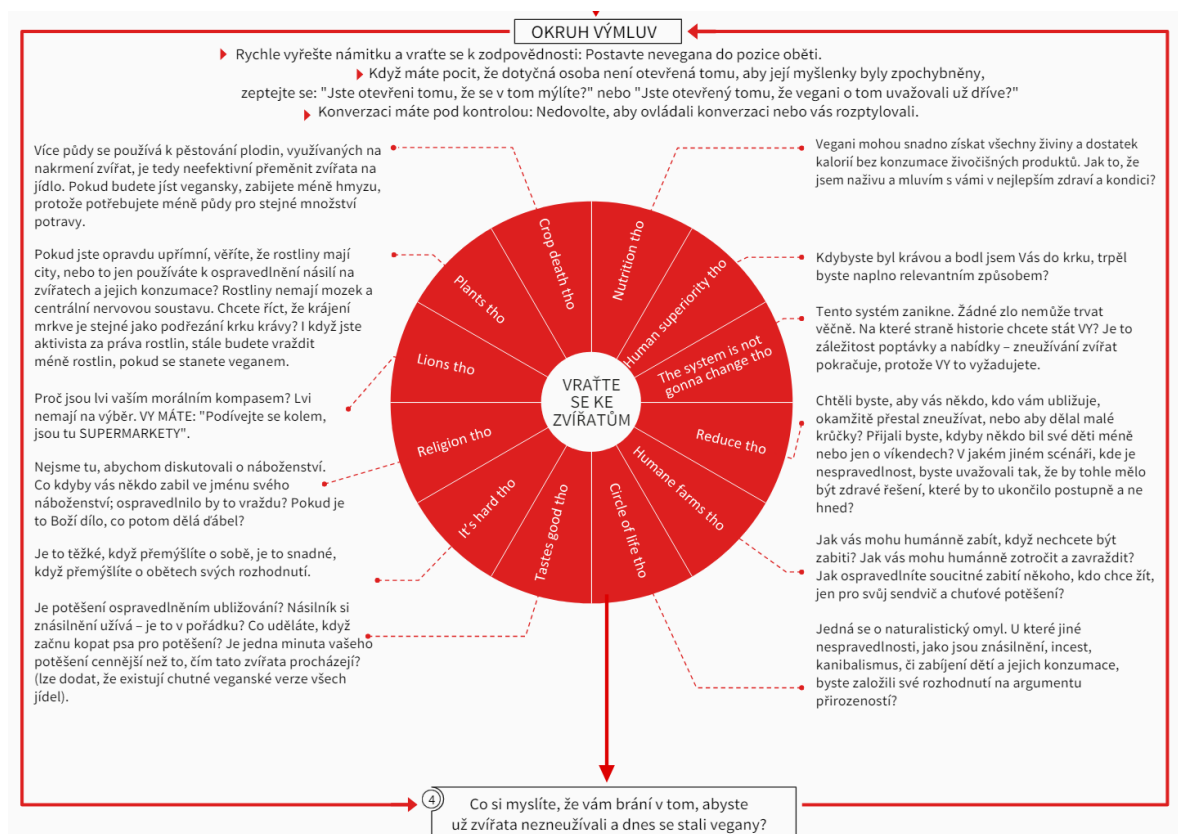 OKRUH VÝMLUV
Rychle vyřešte námitku a vraťte se k zodpovědnosti: Postavte nevegana do pozice oběti.
Když máte pocit, že dotyčná osoba není otevřená tomu, aby její myšlenky byly zpochybněny,
zeptejte se: "Jste otevřeni tomu, že se v tom mýlíte?" nebo "Jste otevřený tomu, že vegani o tom uvažovali už dříve?"
Konverzaci máte pod kontrolou: Nedovolte, aby ovládali konverzaci nebo vás rozptylovali.
Více půdy se používá k pěstování plodin, využívaných na
nakrmení zvířat, je tedy neefektivní přeměnit zvířata na
jídlo. Pokud budete jíst vegansky, zabijete méně hmyzu,
protože potřebujete méně půdy pro stejné množství
potravy.
Pokud jste opravdu upřímní, věříte, že rostliny mají
city, nebo to jen používáte k ospravedlnění násilí na
zvířatech a jejich konzumace? Rostliny nemají mozek a
centrální nervovou soustavu. Chcete říct, že krájení
mrkve je stejné jako podřezání krku krávy? I když jste
aktivista za práva rostlin, stále budete vraždit
méně rostlin, pokud se stanete veganem.
Proč jsou lvi vaším morálním kompasem? Lvi
nemají na výběr. VY MÁTE: "Podívejte se kolem,
jsou tu SUPERMARKETY".
Nejsme tu, abychom diskutovali o náboženství.
Co kdyby vás někdo zabil ve jménu svého
náboženství; ospravedlnilo by to vraždu? Pokud je
to Boží dílo, co potom dělá ďábel?
Je to těžké, když přemýšlíte o sobě, je to snadné,
když přemýšlíte o obětech svých rozhodnutí.
Je potěšení ospravedlněním ubližování? Násilník si
znásilnění užívá – je to v pořádku? Co uděláte, když
začnu kopat psa pro potěšení? Je jedna minuta vašeho
potěšení cennější než to, čím tato zvířata procházejí?
(lze dodat, že existují chutné veganské verze všech
jídel).
Crop death tho
Plants tho
Lions tho
Religion tho
It's hard tho
Tastes good tho
Nutrition tho
Human superiority tho
The system is not
gonna change tho
Reduce tho
Humane farms tho
Circle of life tho
VRAŤTE
SE KE
ZVÍŘATŮM
Vegani mohou snadno získat všechny živiny a dostatek
kalorií bez konzumace živočišných produktů. Jak to, že
jsem naživu a mluvím s vámi v nejlepším zdraví a kondici?
Kdybyste byl krávou a bodl jsem Vás do krku, trpěl
byste naplno relevantním způsobem?
Tento systém zanikne. Žádné zlo nemůže trvat
věčně. Na které straně historie chcete stát VY? Je to
záležitost poptávky a nabídky – zneužívání zvířat
pokračuje, protože VY to vyžadujete.
Chtěli byste, aby vás někdo, kdo vám ubližuje,
okamžitě přestal zneužívat, nebo aby dělal malé
krůčky? Přijali byste, kdyby někdo bil své děti méně
nebo jen o víkendech? V jakém jiném scénáři, kde je
nespravedlnost, byste uvažovali tak, že by tohle mělo
být zdravé řešení, které by to ukončilo postupně a ne
hned?
Jak vás mohu humánně zabít, když nechcete být
zabiti? Jak vás mohu humánně zotročit a zavraždit?
Jak ospravedlníte soucitné zabití někoho, kdo chce žít,
jen pro svůj sendvič a chuťové potěšení?
Jedná se o naturalistický omyl. U které jiné
nespravedlnosti, jako jsou znásilnění, incest,
kanibalismus, či zabíjení dětí a jejich konzumace,
byste založili své rozhodnutí na argumentu
přirozeností?
4
Co si myslíte, že vám brání v tom, abyste
už zvířata nezneužívali a dnes se stali vegany?